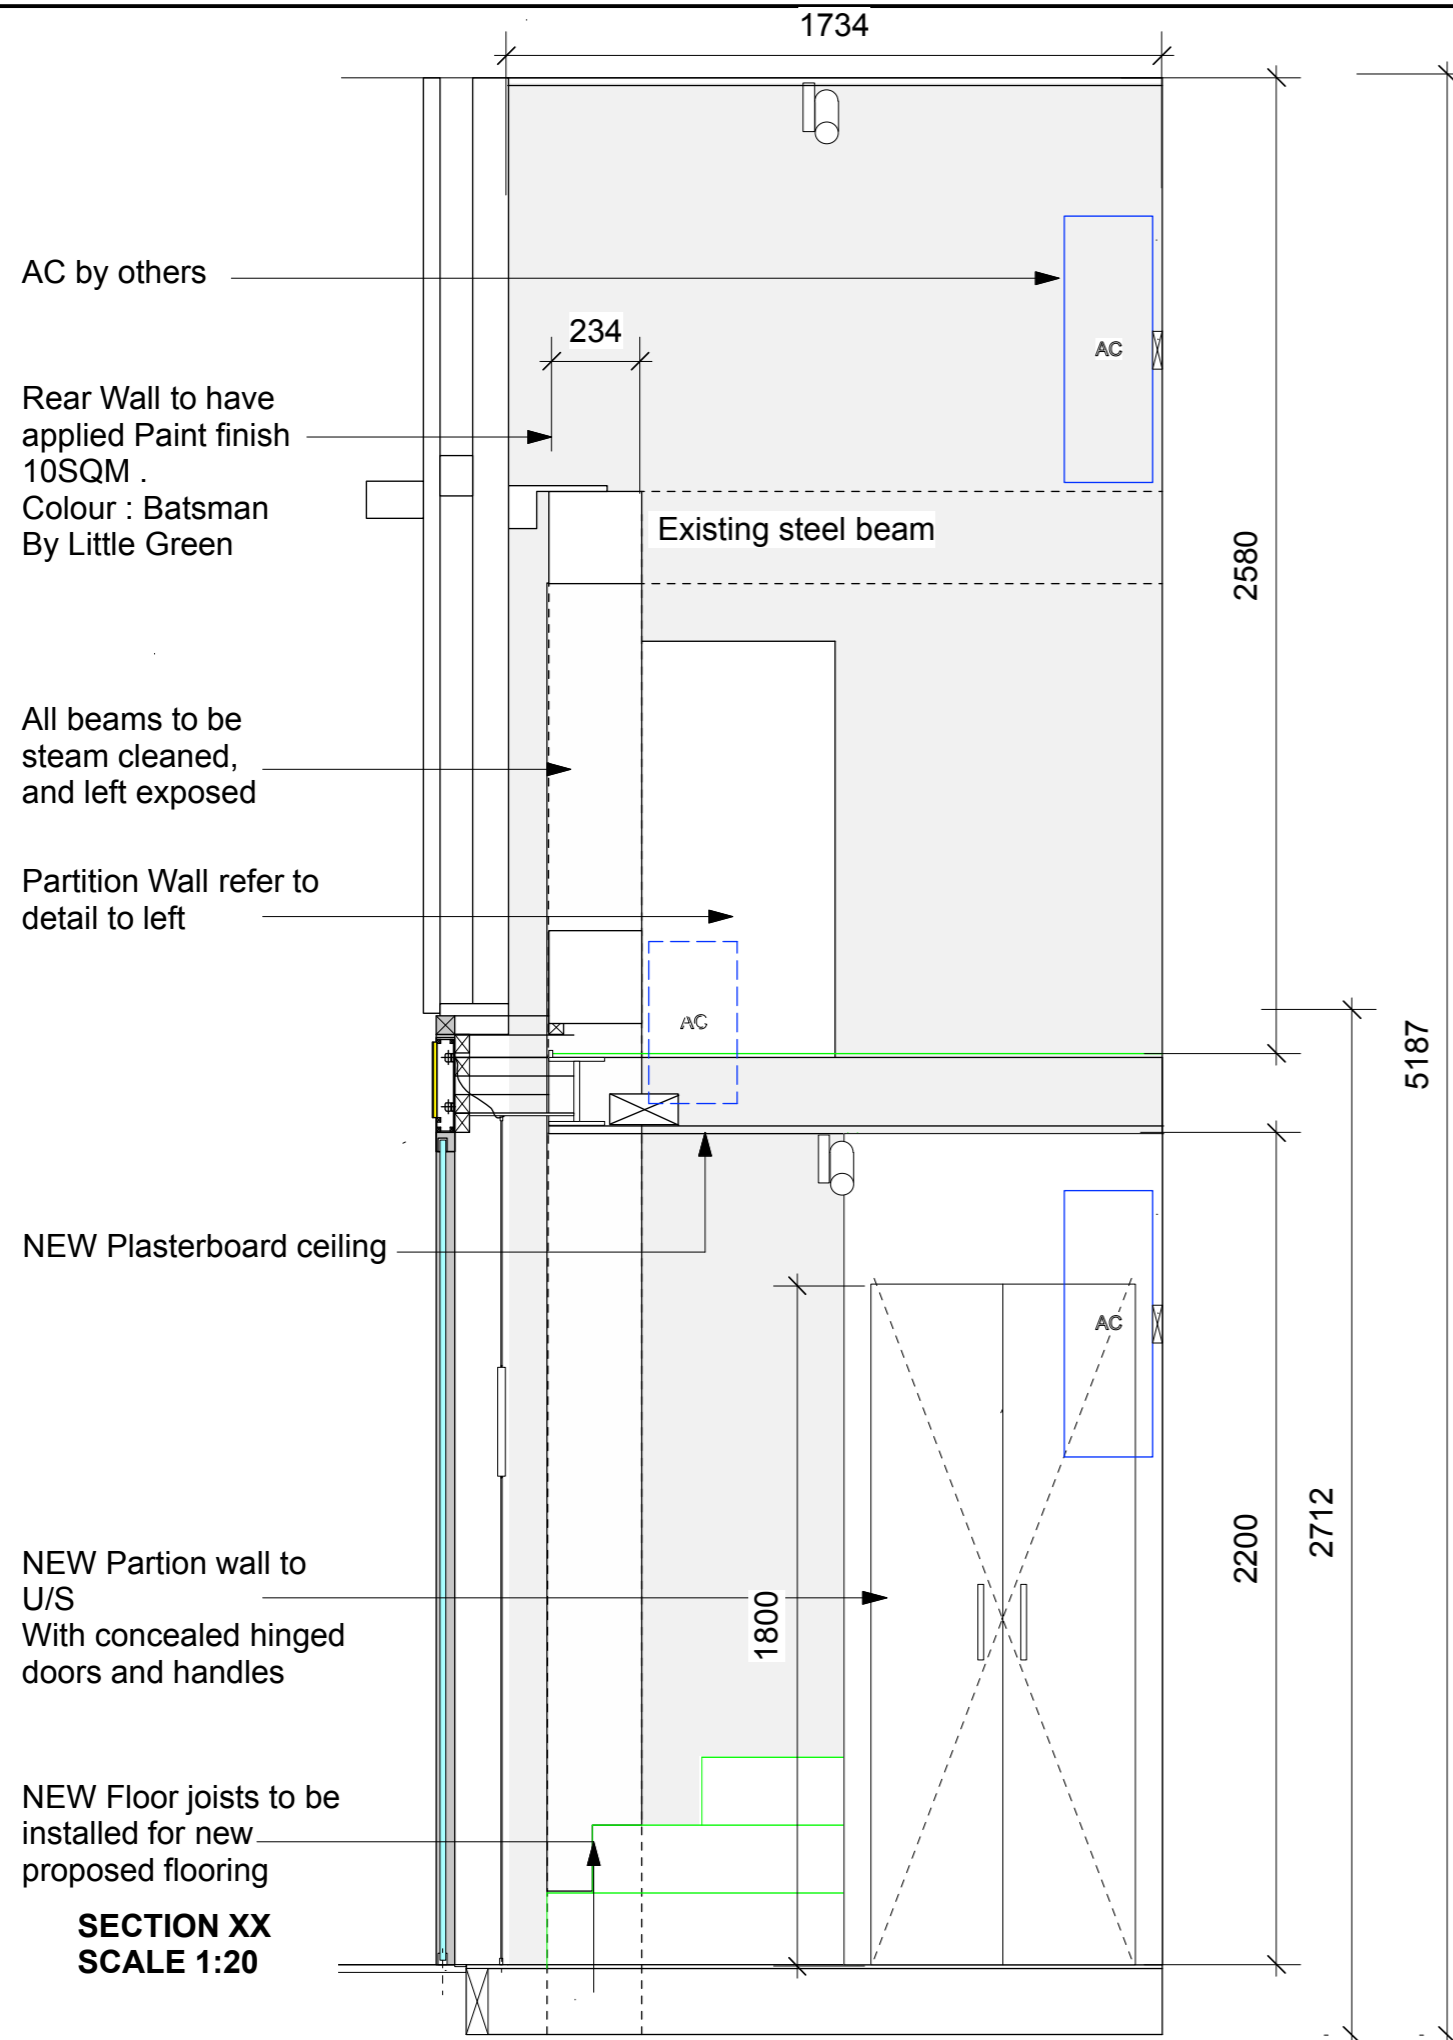 1734
AC by others
AC
234
Rear Wall to have
applied Paint finish
10SQM .
Colour : Batsman
By Little Green
Existing steel beam
2580
All beams to be
steam cleaned,
and left exposed
Partition Wall refer to
detail to left
AC
5187
NEW Plasterboard ceiling
AC
2712
2200
NEW Partion wall to
U/S
With concealed hinged
doors and handles
1800
NEW Floor joists to be
installed for new
proposed flooring
SECTION XX
SCALE 1:20